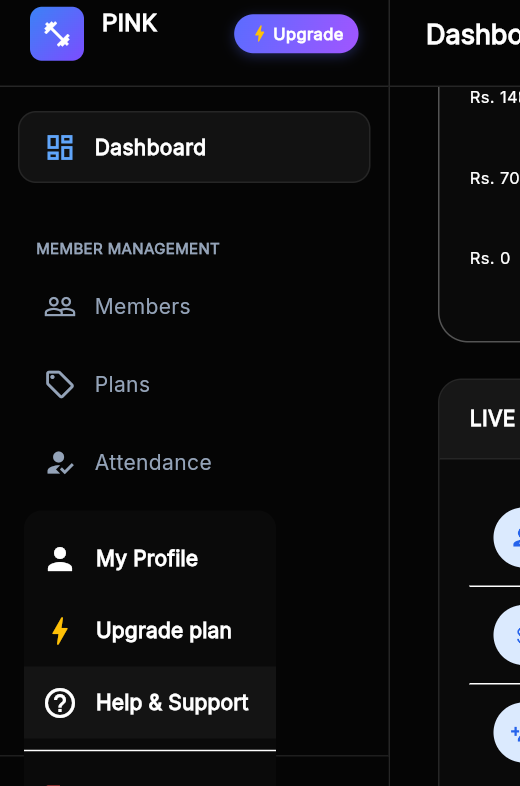 PINK
Upgrade
Dashboard
MEMBER MANAGEMENT
Members
Plans
Attendance
My Profile
Upgrade plan
Help & Support
Dashbo
Rs. 14
Rs. 70
Rs. 0
LIVE